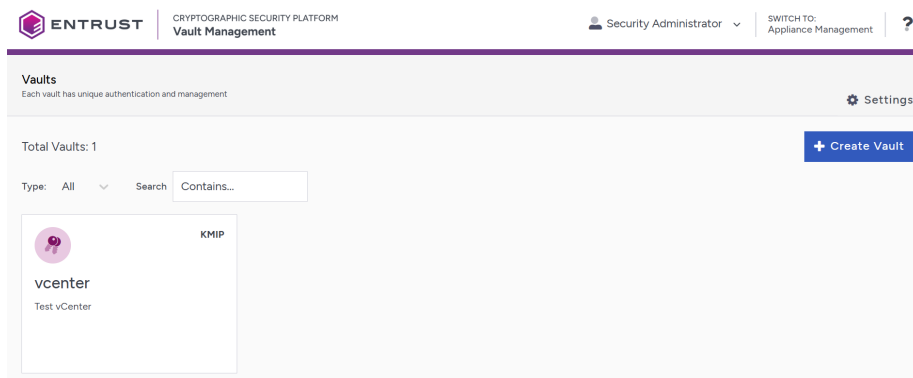 ENTRUST
CRYPTOGRAPHIC SECURITY PLATFORM
Vault Management
Security Administrator
SWITCH TO:
Appliance Management
?
Vaults
Each vault has unique authentication and management
Settings
Total Vaults: 1
+ Create Vault
Type: All
Search Contains...
KMIP
vcenter
Test vCenter